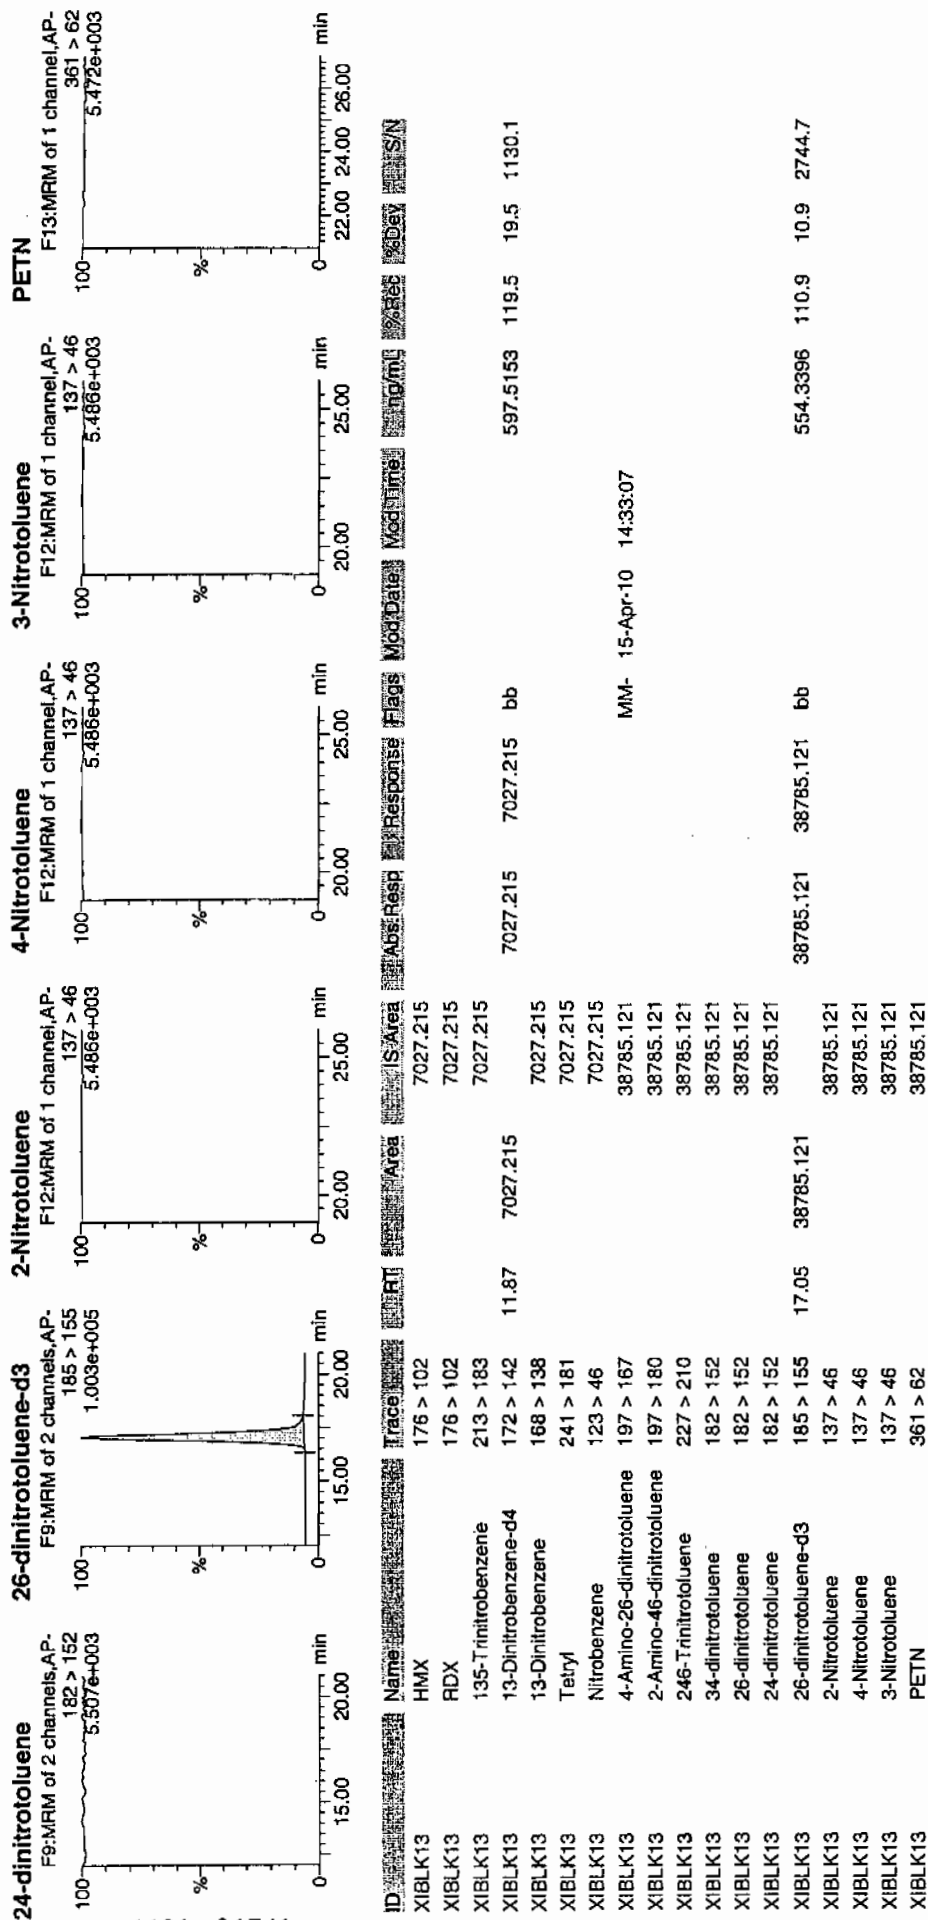 24-dinitrotoluene
F9:MRM of 2 channels,AP-
182 > 152
5.507e+003
100
%
0
15.00
20.00
min
26-dinitrotoluene-d3
F9:MRM of 2 channels,AP-
185 > 155
1.003e+005
100
%
0
15.00
20.00
min
2-Nitrotoluene
F12:MRM of 1 channel,AP-
137 > 46
5.486e+003
100
%
0
20.00
25.00
min
4-Nitrotoluene
F12:MRM of 1 channel,AP-
137 > 46
5.486e+003
100
%
0
20.00
25.00
min
3-Nitrotoluene
F12:MRM of 1 channel,AP-
137 > 46
5.486e+003
100
%
0
20.00
25.00
min
PETN
F13:MRM of 1 channel,AP-
361 > 62
5.472e+003
100
%
0
22.00
24.00
26.00
min
ID Name Trace RT Area IS Area Abs.Resp Response Flags Mod.Date Mod.Time ng/mL %Rec %Dev S/N
XIBLK13 HMX 176 > 102 7027.215
XIBLK13 RDX 176 > 102 7027.215
XIBLK13 135-Trinitrobenzene 213 > 183 7027.215
XIBLK13 13-Dinitrobenzene-d4 172 > 142 11.87 7027.215 7027.215 7027.215 bb 597.5153 119.5 19.5 1130.1
XIBLK13 13-Dinitrobenzene 168 > 138 7027.215
XIBLK13 Tetryl 241 > 181 7027.215
XIBLK13 Nitrobenzene 123 > 46 7027.215
XIBLK13 4-Amino-26-dinitrotoluene 197 > 167 38785.121 MM- 15-Apr-10 14:33:07
XIBLK13 2-Amino-46-dinitrotoluene 197 > 180 38785.121
XIBLK13 246-Trinitrotoluene 227 > 210 38785.121
XIBLK13 34-dinitrotoluene 182 > 152 38785.121
XIBLK13 26-dinitrotoluene 182 > 152 38785.121
XIBLK13 24-dinitrotoluene 182 > 152 38785.121
XIBLK13 26-dinitrotoluene-d3 185 > 155 17.05 38785.121 38785.121 38785.121 bb 554.3396 110.9 10.9 2744.7
XIBLK13 2-Nitrotoluene 137 > 46 38785.121
XIBLK13 4-Nitrotoluene 137 > 46 38785.121
XIBLK13 3-Nitrotoluene 137 > 46 38785.121
XIBLK13 PETN 361 > 62 38785.121